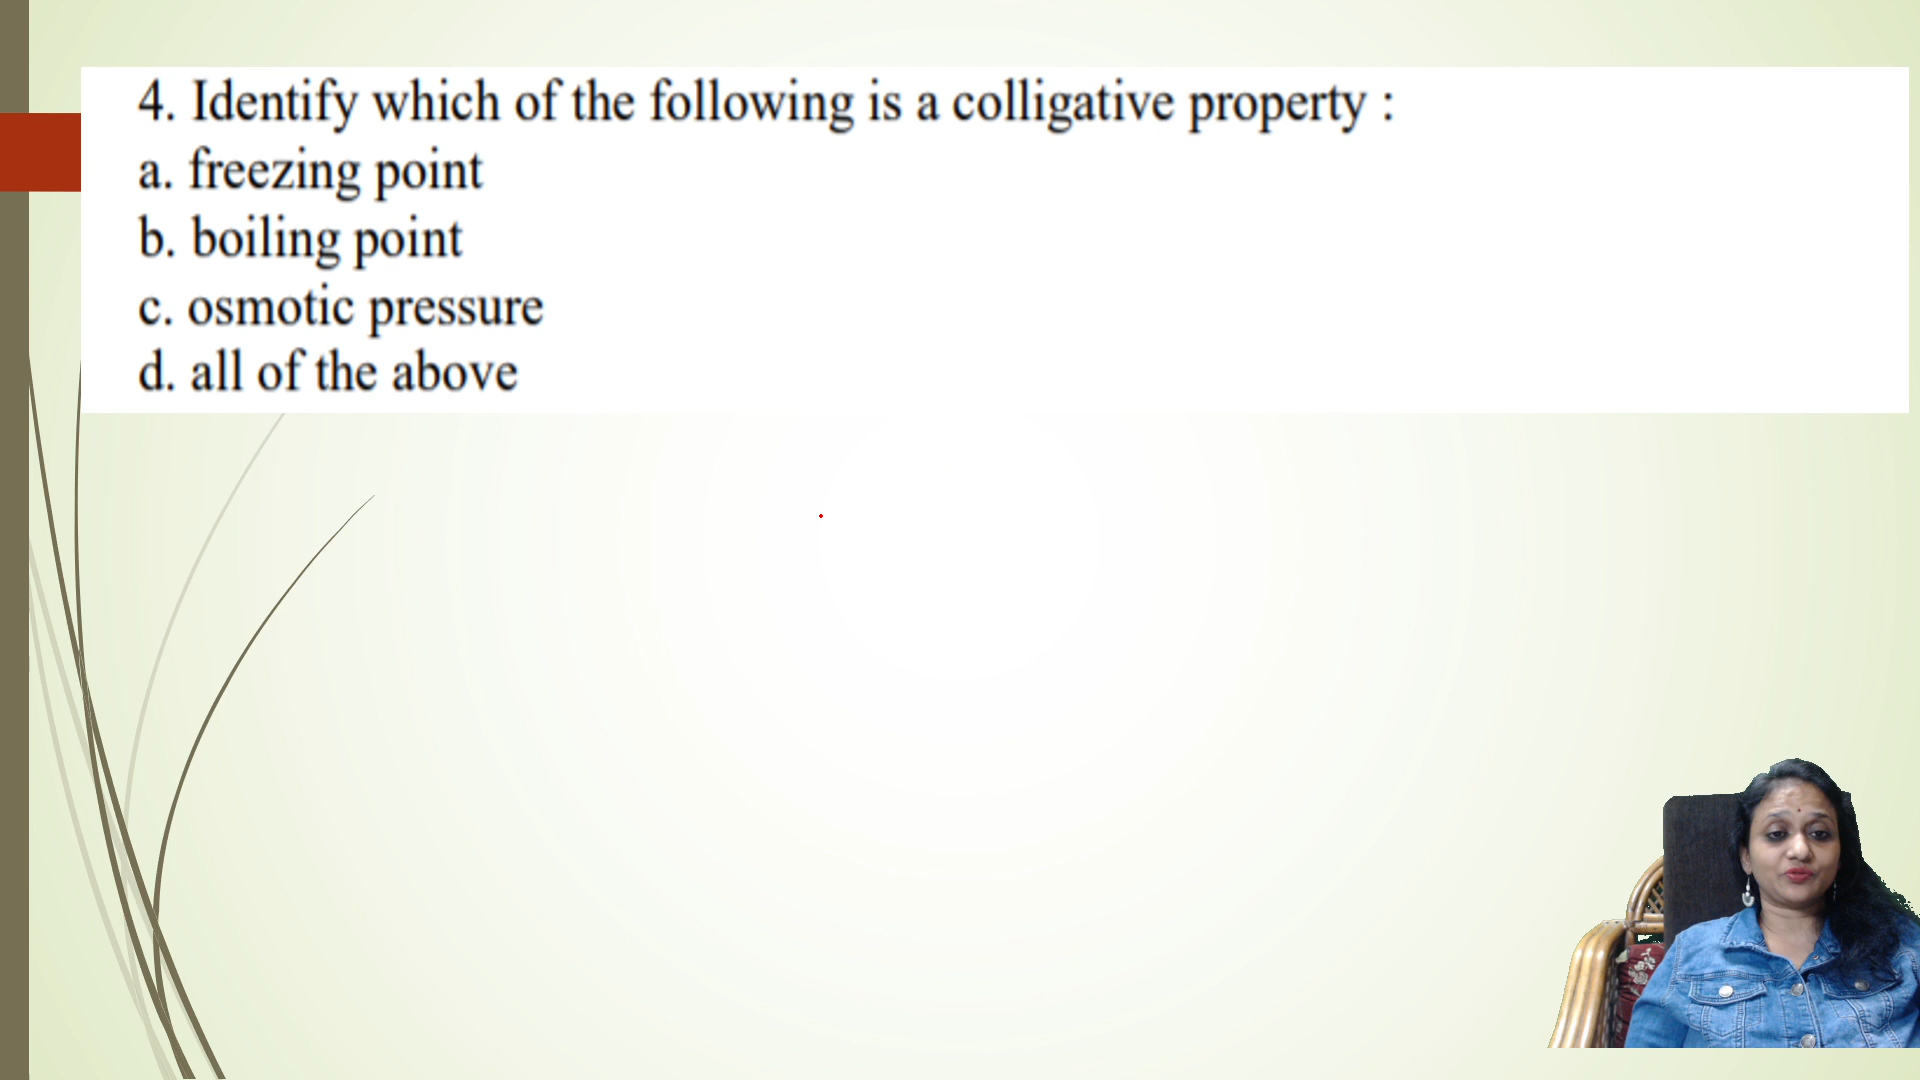 4. Identify which of the following is a colligative property :
a. freezing point
b. boiling point
c. osmotic pressure
d. all of the above